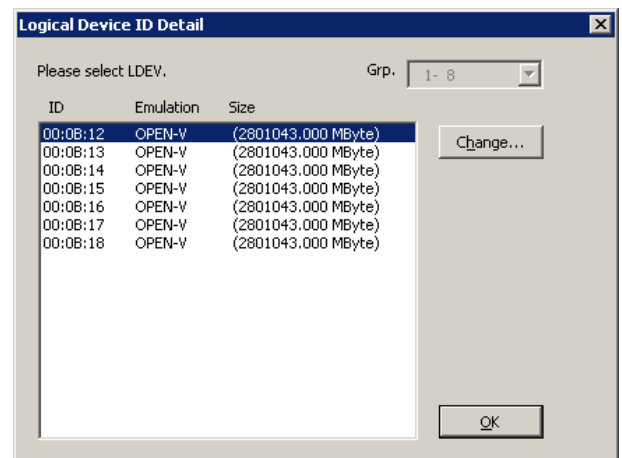 Logical Device ID Detail
Please select LDEV. Grp. 1- 8
ID Emulation Size
00:0B:12 OPEN-V (2801043.000 MByte)
00:0B:13 OPEN-V (2801043.000 MByte)
00:0B:14 OPEN-V (2801043.000 MByte)
00:0B:15 OPEN-V (2801043.000 MByte)
00:0B:16 OPEN-V (2801043.000 MByte)
00:0B:17 OPEN-V (2801043.000 MByte)
00:0B:18 OPEN-V (2801043.000 MByte)
Change...
OK